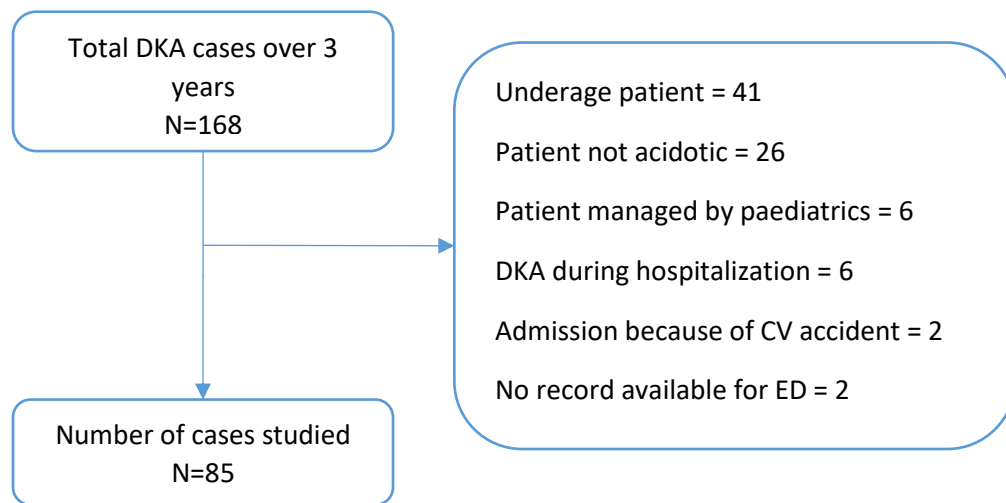 Total DKA cases over 3
years
N=168
Underage patient = 41
Patient not acidotic = 26
Patient managed by paediatrics = 6
DKA during hospitalization = 6
Admission because of CV accident = 2
No record available for ED = 2
Number of cases studied
N=85